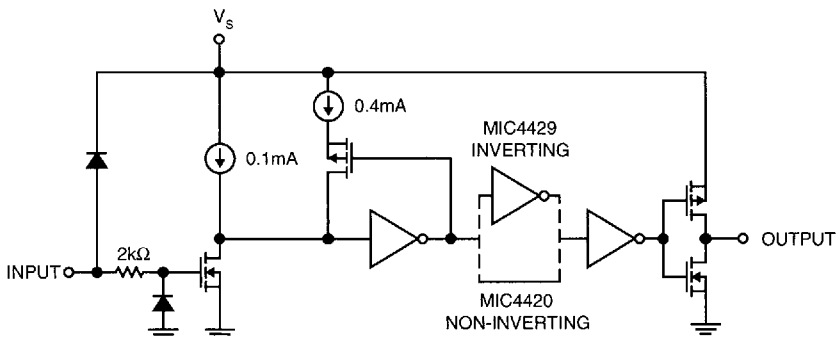 V_S
0.4mA
0.1mA
MIC4429
INVERTING
2kΩ
INPUT
OUTPUT
MIC4420
NON-INVERTING